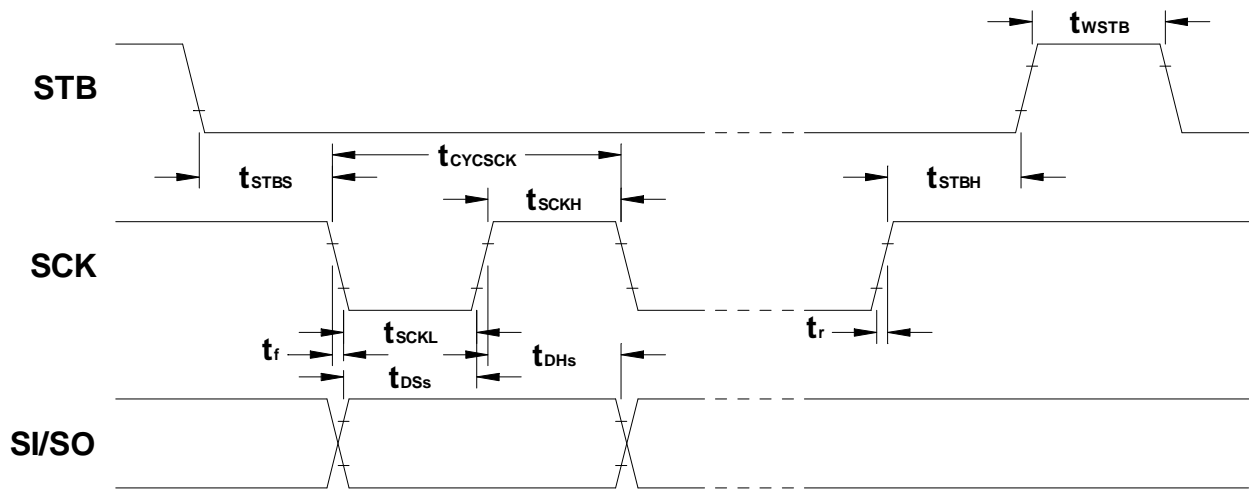 tWSTB
STB
tCYCSCK
tSTBS
tSTBH
tSCKH
SCK
tSCKL
tr
tf
tDHs
tDSs
SI/SO